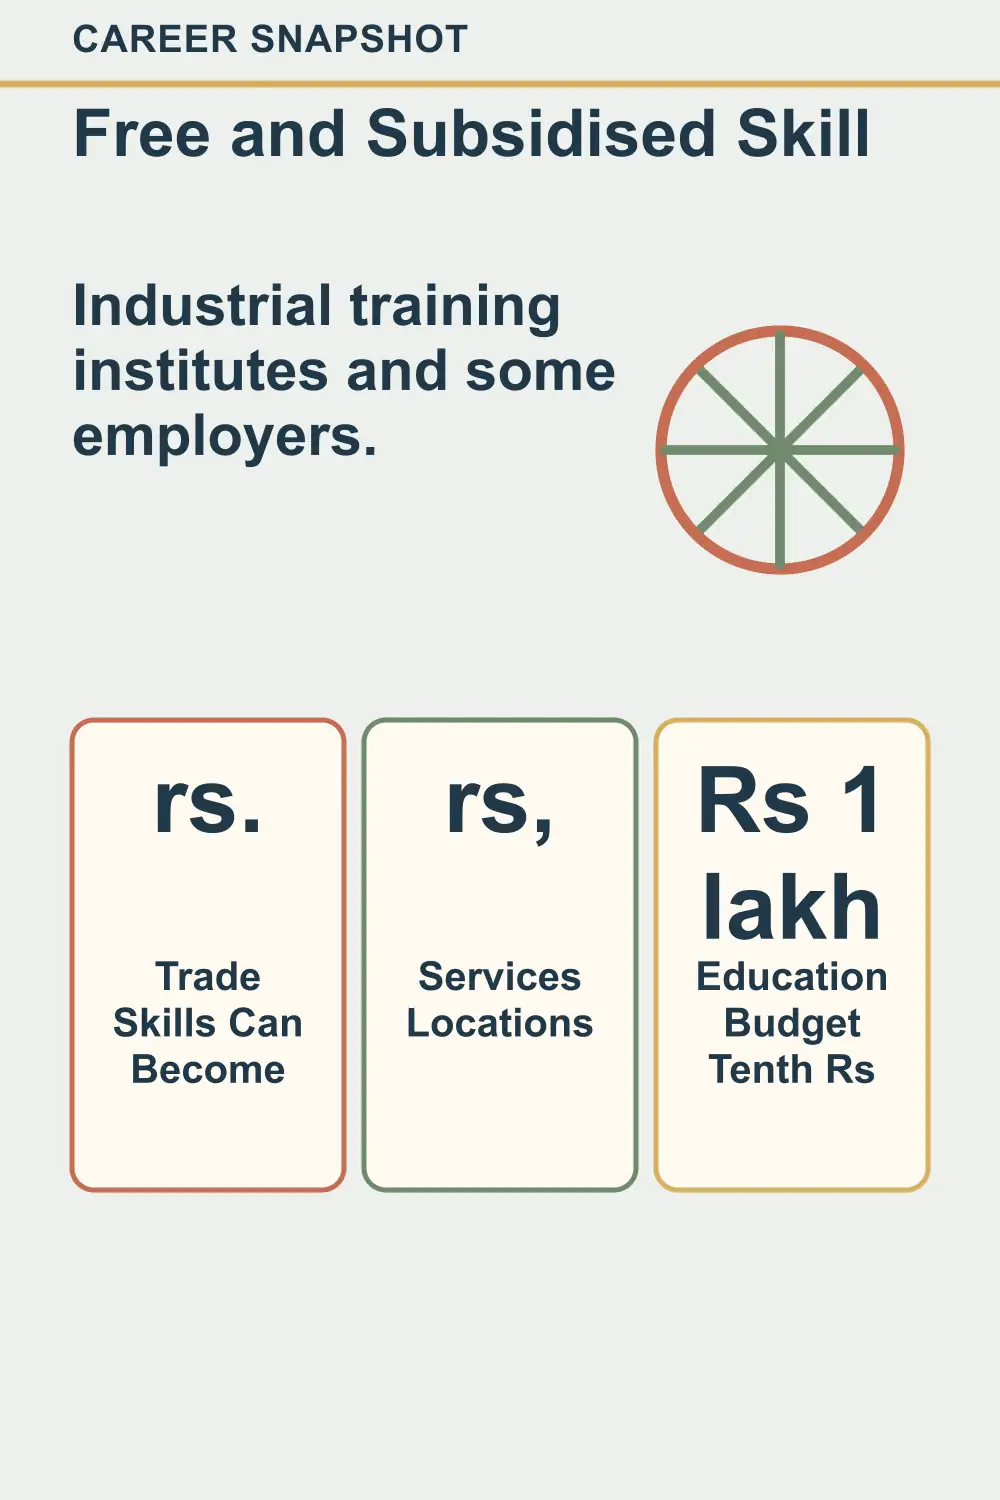 CAREER SNAPSHOT
Free and Subsidised Skill
Industrial training
institutes and some
employers.
rs.
Trade
Skills Can
Become
rs,
Services
Locations
Rs 1
lakh
Education
Budget
Tenth Rs